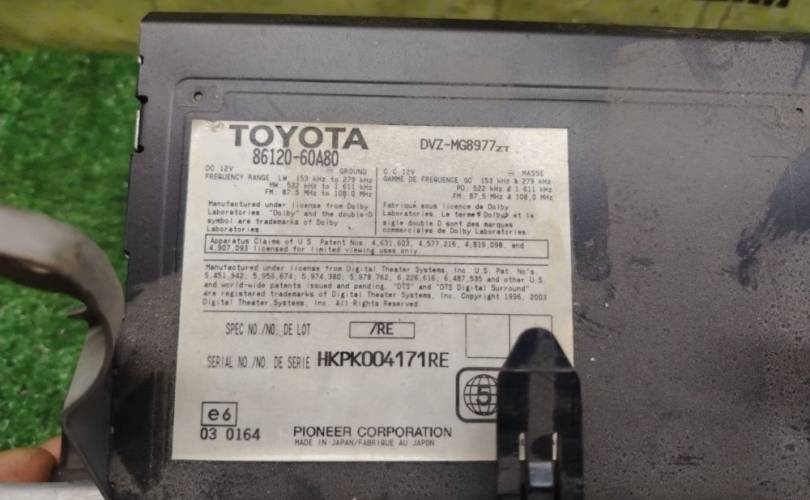 TOYOTA
86120-60A80
DVZ-MG8977ZT
DC 12V ⊖ GROUND
FREQUENCY RANGE LW. 153 kHz to 279 kHz
MW. 522 kHz to 1 611 kHz
FM. 87.5 MHz to 108.0 MHz
C.C 12V ⊖ MASSE
GAMME DE FREQUENCE GO. 153 kHz à 279 kHz
PO. 522 kHz à 1 611 kHz
FM. 87.5 MHz à 108.0 MHz
Manufactured under license from Dolby
Laboratories. "Dolby" and the double-D
symbol are trademarks of Dolby
Laboratories.
Fabriqué sous licence de Dolby
Laboratories. Le terme Dolby et le
sigle double D sont des marques
commerciales de Dolby Laboratories
Apparatus Claims of U.S. Patent Nos. 4,631,603, 4,577,216, 4,819,098, and
4,907,093 licensed for limited viewing uses only.
Manufactured under license from Digital Theater Systems, Inc. U.S. Pat. No's.
5,451,942; 5,956,674; 5,974,380; 5,978,762; 6,226,616; 6,487,535 and other U.S.
and world-wide patents issued and pending. "DTS" and "DTS Digital Surround"
are registered trademarks of Digital Theater Systems, Inc. Copyright 1996, 2003
Digital Theater Systems, Inc. All Rights Reserved.
SPEC NO./NO. DE LOT /RE
SERIAL NO./NO. DE SERIE HKPK004171RE
5
e6
03 0164
PIONEER CORPORATION
MADE IN JAPAN/FABRIQUE AU JAPON